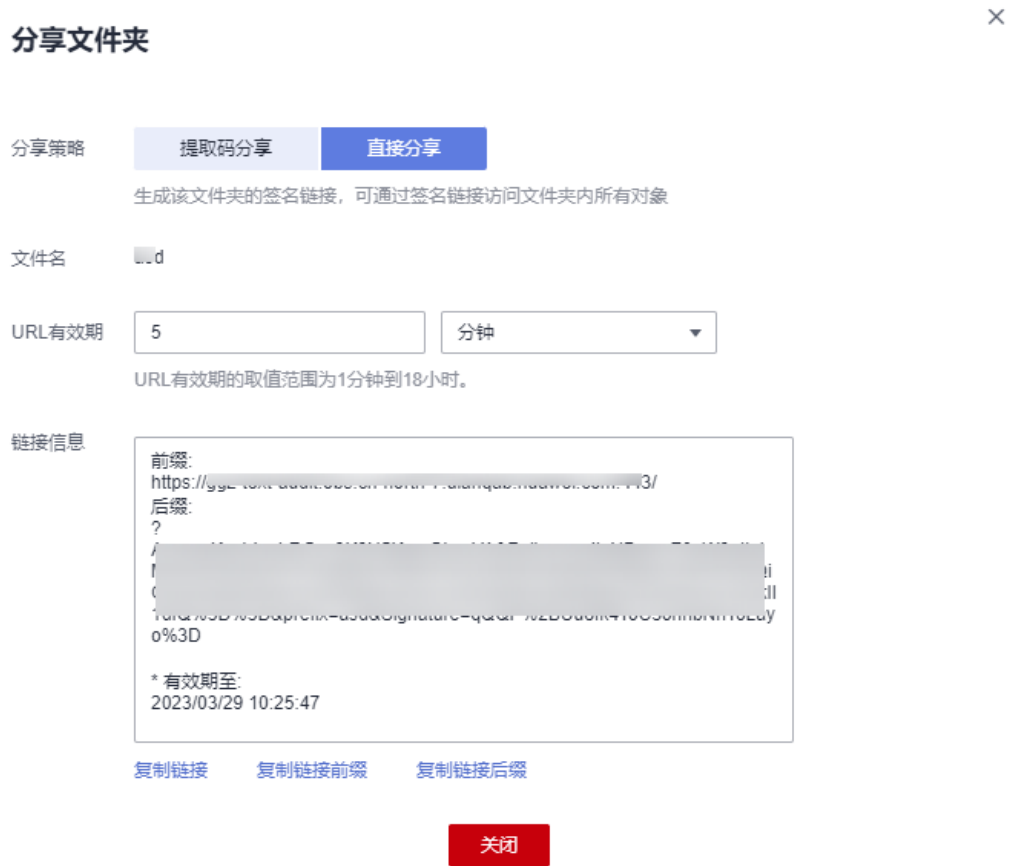 分享文件夹
分享策略 提取码分享 直接分享
生成该文件夹的签名链接，可通过签名链接访问文件夹内所有对象
文件名
URL有效期 5 分钟
URL有效期的取值范围为1分钟到18小时。
链接信息
前缀:
https://
后缀:
?
o%3D
* 有效期至:
2023/03/29 10:25:47
复制链接 复制链接前缀 复制链接后缀
关闭